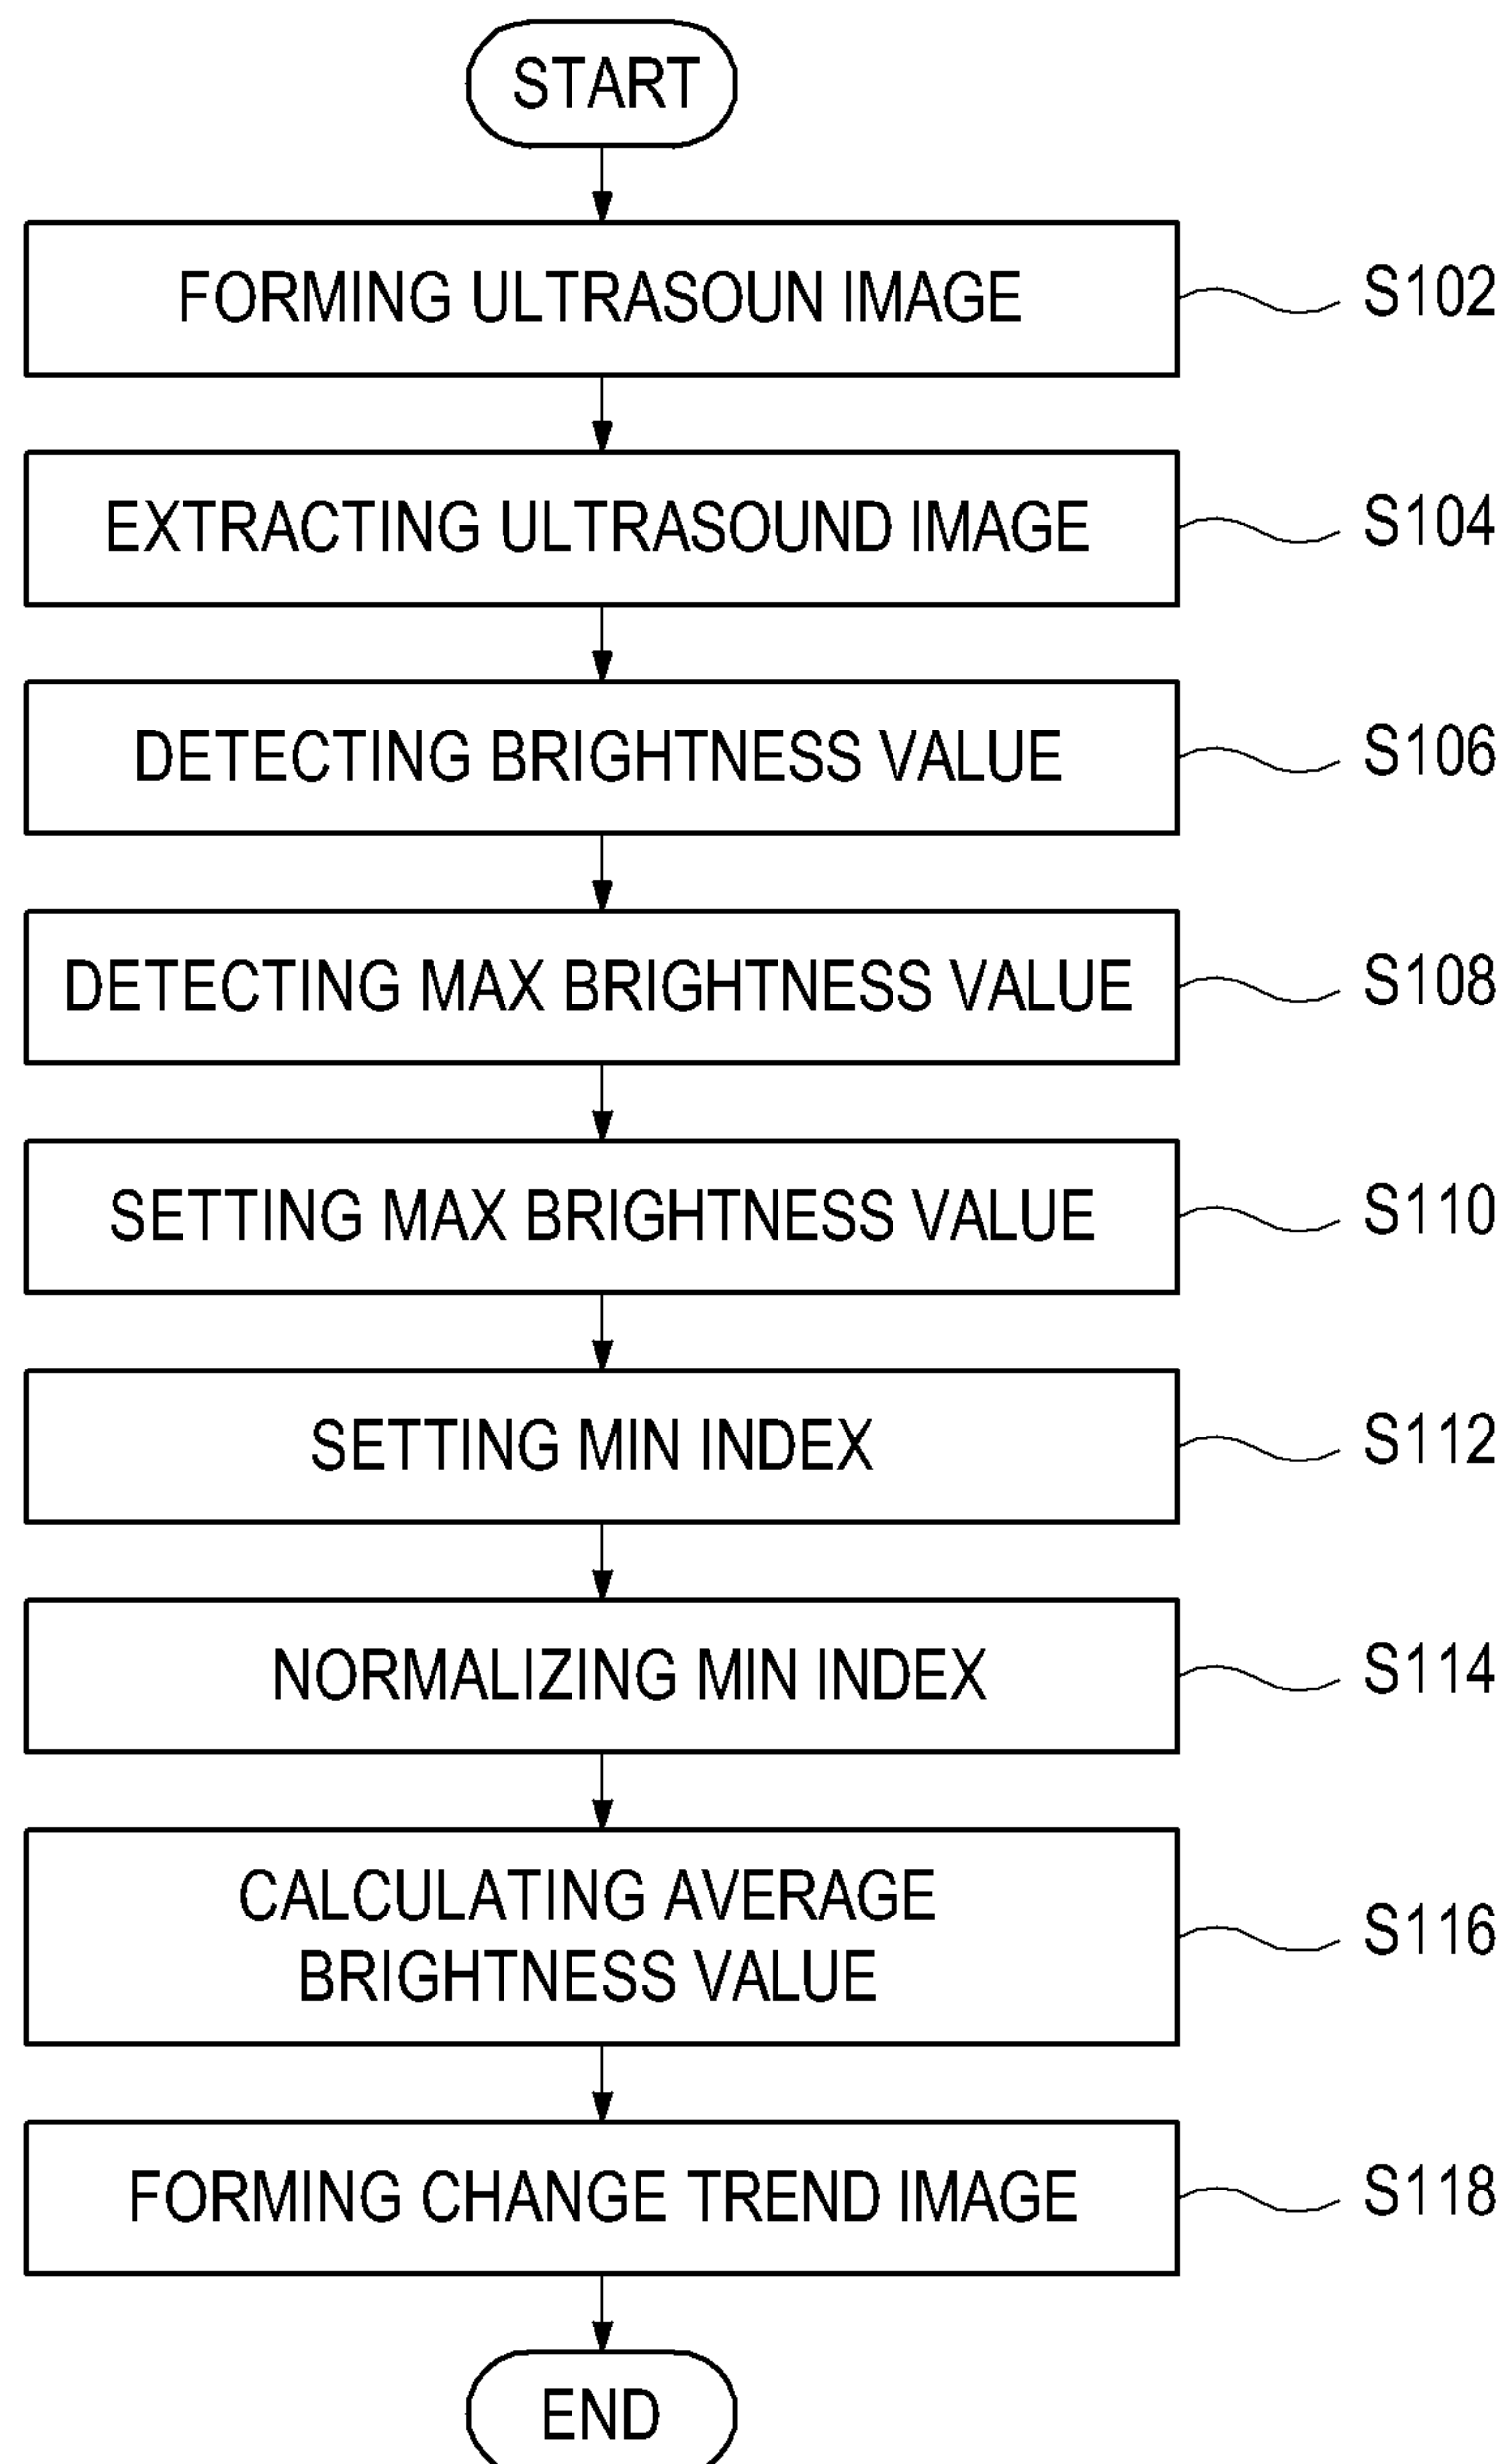 START
FORMING ULTRASOUN IMAGE
S102
EXTRACTING ULTRASOUND IMAGE
S104
DETECTING BRIGHTNESS VALUE
S106
DETECTING MAX BRIGHTNESS VALUE
S108
SETTING MAX BRIGHTNESS VALUE
S110
SETTING MIN INDEX
S112
NORMALIZING MIN INDEX
S114
CALCULATING AVERAGE
BRIGHTNESS VALUE
S116
FORMING CHANGE TREND IMAGE
S118
END